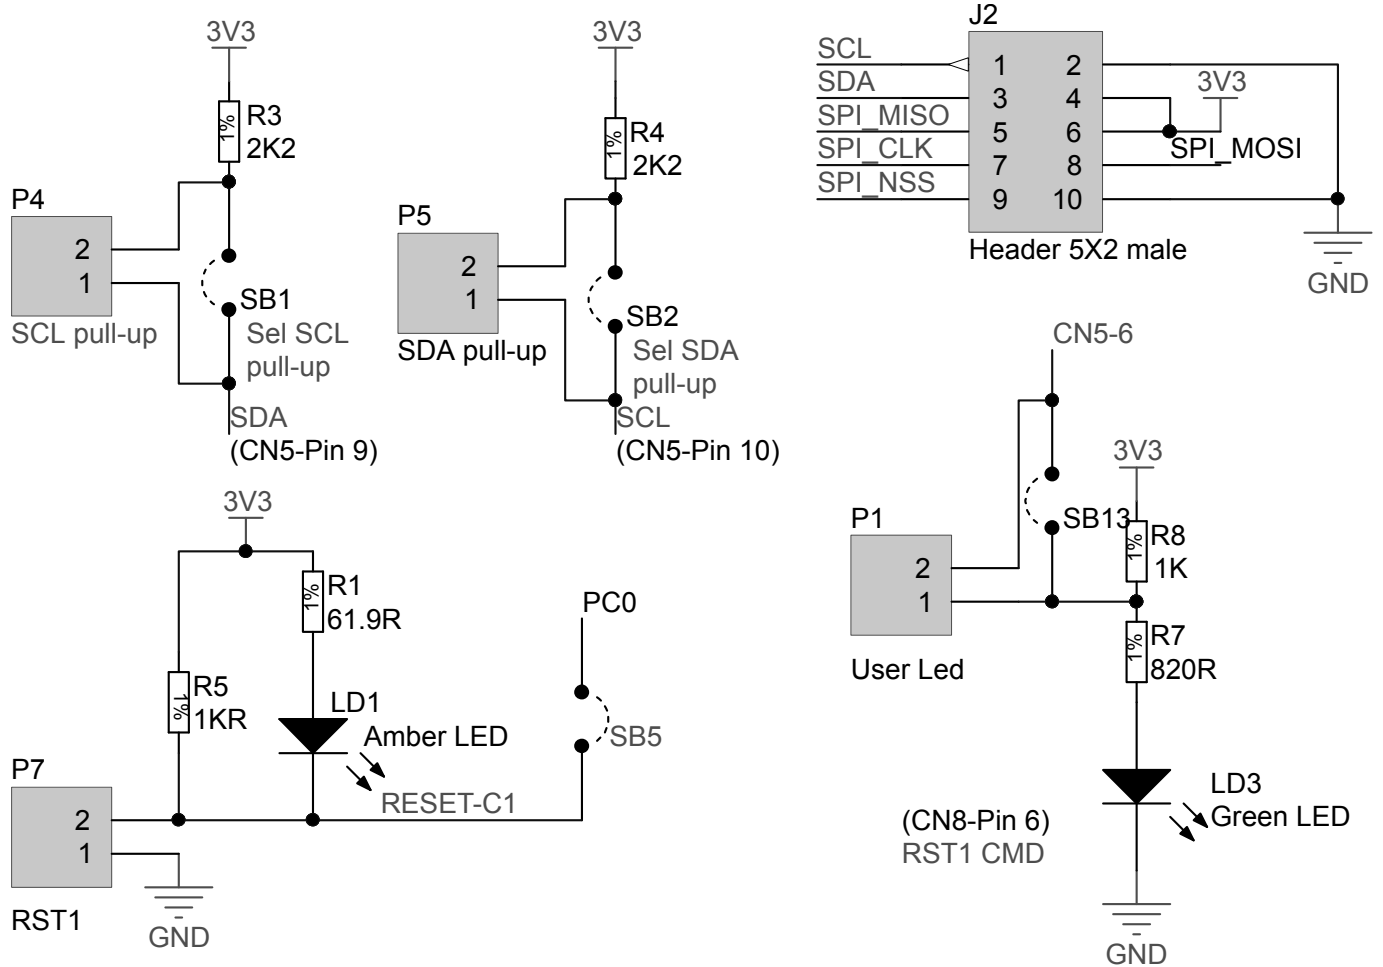 3V3
R3
1%
2K2
P4
2
1
SCL pull-up
SB1
Sel SCL
pull-up
SDA
(CN5-Pin 9)
3V3
R4
1%
2K2
P5
2
1
SDA pull-up
SB2
Sel SDA
pull-up
SCL
(CN5-Pin 10)
J2
SCL
SDA
SPI_MISO
SPI_CLK
SPI_NSS
1 2
3 4
5 6
7 8
9 10
3V3
SPI_MOSI
Header 5X2 male
GND
3V3
R1
1%
61.9R
R5
1%
1KR
LD1
Amber LED
RESET-C1
PC0
SB5
P7
2
1
RST1
GND
CN5-6
3V3
SB13
R8
1%
1K
P1
2
1
User Led
R7
1%
820R
LD3
Green LED
(CN8-Pin 6)
RST1 CMD
GND